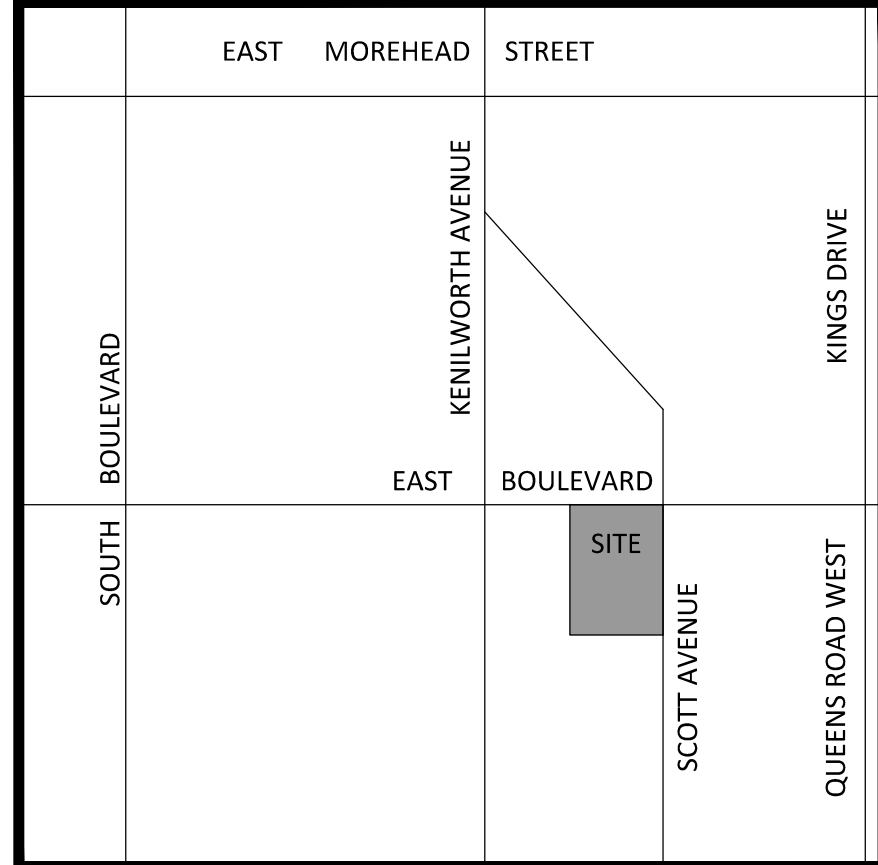 EAST MOREHEAD STREET
KENILWORTH AVENUE
KINGS DRIVE
SOUTH BOULEVARD
EAST BOULEVARD
SITE
SCOTT AVENUE
QUEENS ROAD WEST